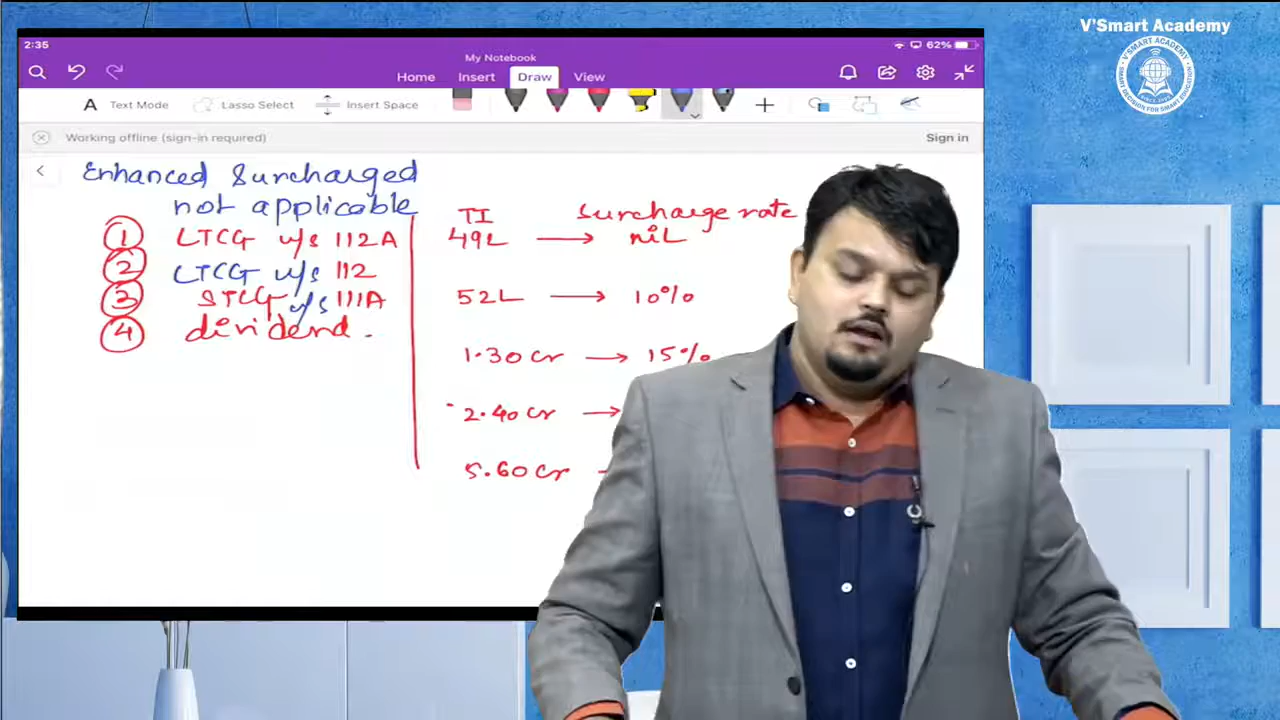 V'Smart Academy
V'SMART ACADEMY
2:35
62%
My Notebook
Home Insert Draw View
A Text Mode Lasso Select Insert Space
Working offline (sign-in required) Sign in
Enhanced Surcharged
not applicable
① LTCG u/s 112A
② LTCG u/s 112
③ STCG u/s 111A
④ dividend.
TI Surcharge rate
49L → nil
52L → 10%
1.30 cr → 15%
2.40 cr →
5.60 cr